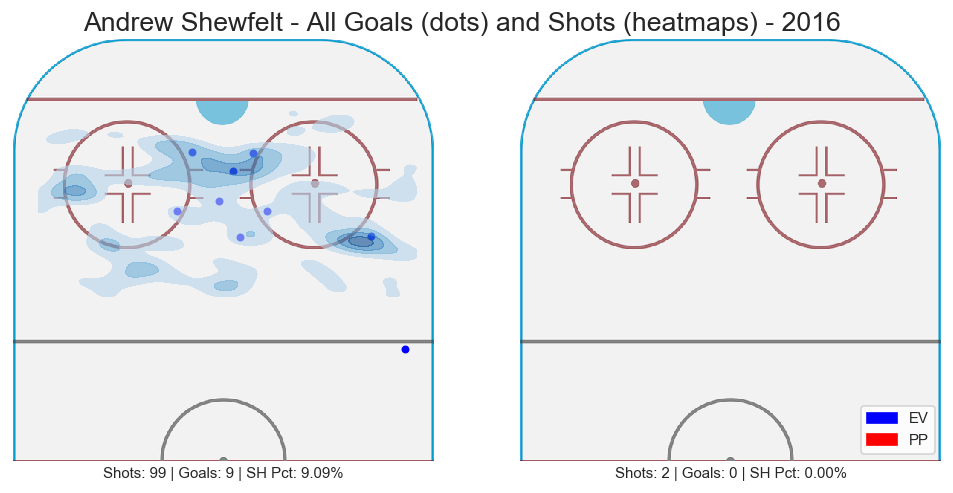 Andrew Shewfelt - All Goals (dots) and Shots (heatmaps) - 2016
EV
PP
Shots: 99 | Goals: 9 | SH Pct: 9.09%
Shots: 2 | Goals: 0 | SH Pct: 0.00%